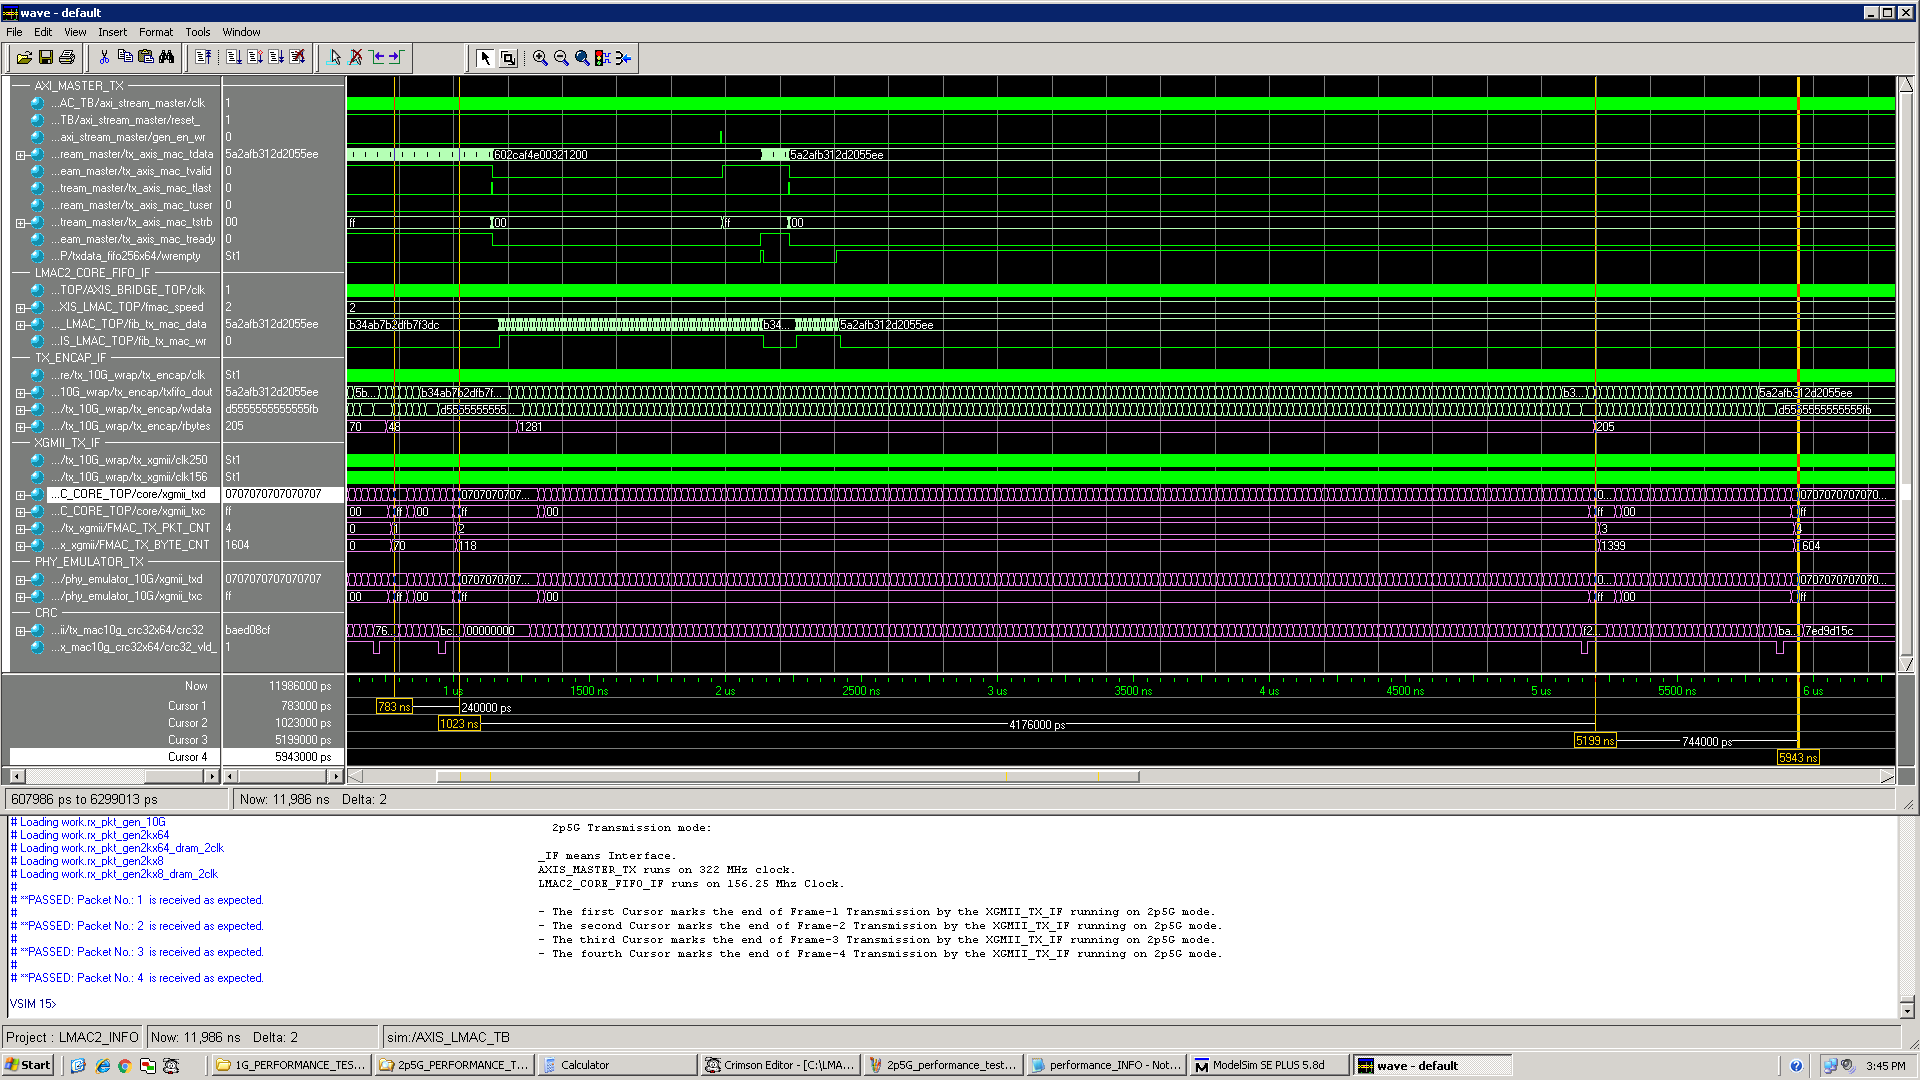 wave - default
File Edit View Insert Format Tools Window
AXI_MASTER_TX
...AC_TB/axi_stream_master/clk 1
...TB/axi_stream_master/reset_ 1
...axi_stream_master/gen_en_wr 0
...ream_master/tx_axis_mac_tdata 5a2afb312d2055ee 602caf4e00321200 5a2afb312d2055ee
...eam_master/tx_axis_mac_tvalid 0
...tream_master/tx_axis_mac_tlast 0
...ream_master/tx_axis_mac_tuser 0
...tream_master/tx_axis_mac_tstrb 00 ff 00 ff 00
...eam_master/tx_axis_mac_tready 0
...P/txdata_fifo256x64/wrempty St1
LMAC2_CORE_FIFO_IF
...TOP/AXIS_BRIDGE_TOP/clk 1
...XIS_LMAC_TOP/fmac_speed 2 2
..._LMAC_TOP/fib_tx_mac_data 5a2afb312d2055ee b34ab7b2dfb7f3dc b34... 5a2afb312d2055ee
...IS_LMAC_TOP/fib_tx_mac_wr 0
TX_ENCAP_IF
...re/tx_10G_wrap/tx_encap/clk St1
...10G_wrap/tx_encap/txfifo_dout 5a2afb312d2055ee 5b... b34ab7b2dfb7f... b3... 5a2afb312d2055ee
.../tx_10G_wrap/tx_encap/wdata d5555555555555fb d5555555555... d5555555555555fb
.../tx_10G_wrap/tx_encap/rbytes 205 70 48 1281 205
XGMII_TX_IF
.../tx_10G_wrap/tx_xgmii/clk250 St1
.../tx_10G_wrap/tx_xgmii/clk156 St1
...C_CORE_TOP/core/xgmii_txd 0707070707070707 0707070707... 0... 07070707070707...
...C_CORE_TOP/core/xgmii_txc ff 00 ff 00 ff 00 ff 00 ff
.../tx_xgmii/FMAC_TX_PKT_CNT 4 0 1 2 3 4
...x_xgmii/FMAC_TX_BYTE_CNT 1604 0 70 118 1399 1604
PHY_EMULATOR_TX
.../phy_emulator_10G/xgmii_txd 0707070707070707 0707070707... 0... 07070707070707...
.../phy_emulator_10G/xgmii_txc ff 00 ff 00 ff 00 ff 00 ff
CRC
...ii/tx_mac10g_crc32x64/crc32 baed08cf 76... bc... 00000000 f2... ba... 7ed9d15c
...x_mac10g_crc32x64/crc32_vld_ 1
Now 11986000 ps 1 us 1500 ns 2 us 2500 ns 3 us 3500 ns 4 us 4500 ns 5 us 5500 ns 6 us
Cursor 1 783000 ps 783 ns 240000 ps
Cursor 2 1023000 ps 1023 ns 4176000 ps
Cursor 3 5199000 ps 5199 ns 744000 ps
Cursor 4 5943000 ps 5943 ns
607986 ps to 6299013 ps Now: 11,986 ns Delta: 2
# Loading work.rx_pkt_gen_10G
# Loading work.rx_pkt_gen2kx64
# Loading work.rx_pkt_gen2kx64_dram_2clk
# Loading work.rx_pkt_gen2kx8
# Loading work.rx_pkt_gen2kx8_dram_2clk
#
# **PASSED: Packet No.: 1 is received as expected.
#
# **PASSED: Packet No.: 2 is received as expected.
#
# **PASSED: Packet No.: 3 is received as expected.
#
# **PASSED: Packet No.: 4 is received as expected.
VSIM 15>
2p5G Transmission mode:
_IF means Interface.
AXIS_MASTER_TX runs on 322 MHz clock.
LMAC2_CORE_FIFO_IF runs on 156.25 Mhz Clock.
- The first Cursor marks the end of Frame-1 Transmission by the XGMII_TX_IF running on 2p5G mode.
- The second Cursor marks the end of Frame-2 Transmission by the XGMII_TX_IF running on 2p5G mode.
- The third Cursor marks the end of Frame-3 Transmission by the XGMII_TX_IF running on 2p5G mode.
- The fourth Cursor marks the end of Frame-4 Transmission by the XGMII_TX_IF running on 2p5G mode.
Project : LMAC2_INFO Now: 11,986 ns Delta: 2 sim:/AXIS_LMAC_TB
Start 1G_PERFORMANCE_TES... 2p5G_PERFORMANCE_T... Calculator Crimson Editor - [C:\LMA... 2p5G_performance_test... performance_INFO - Not... ModelSim SE PLUS 5.8d wave - default 3:45 PM